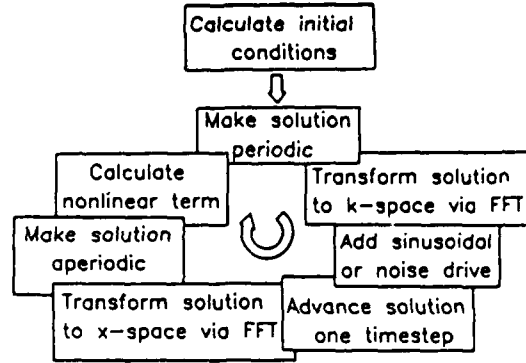 Calculate initial
conditions
Make solution
periodic
Calculate
nonlinear term
Transform solution
to k-space via FFT
Make solution
aperiodic
Add sinusoidal
or noise drive
Transform solution
to x-space via FFT
Advance solution
one timestep